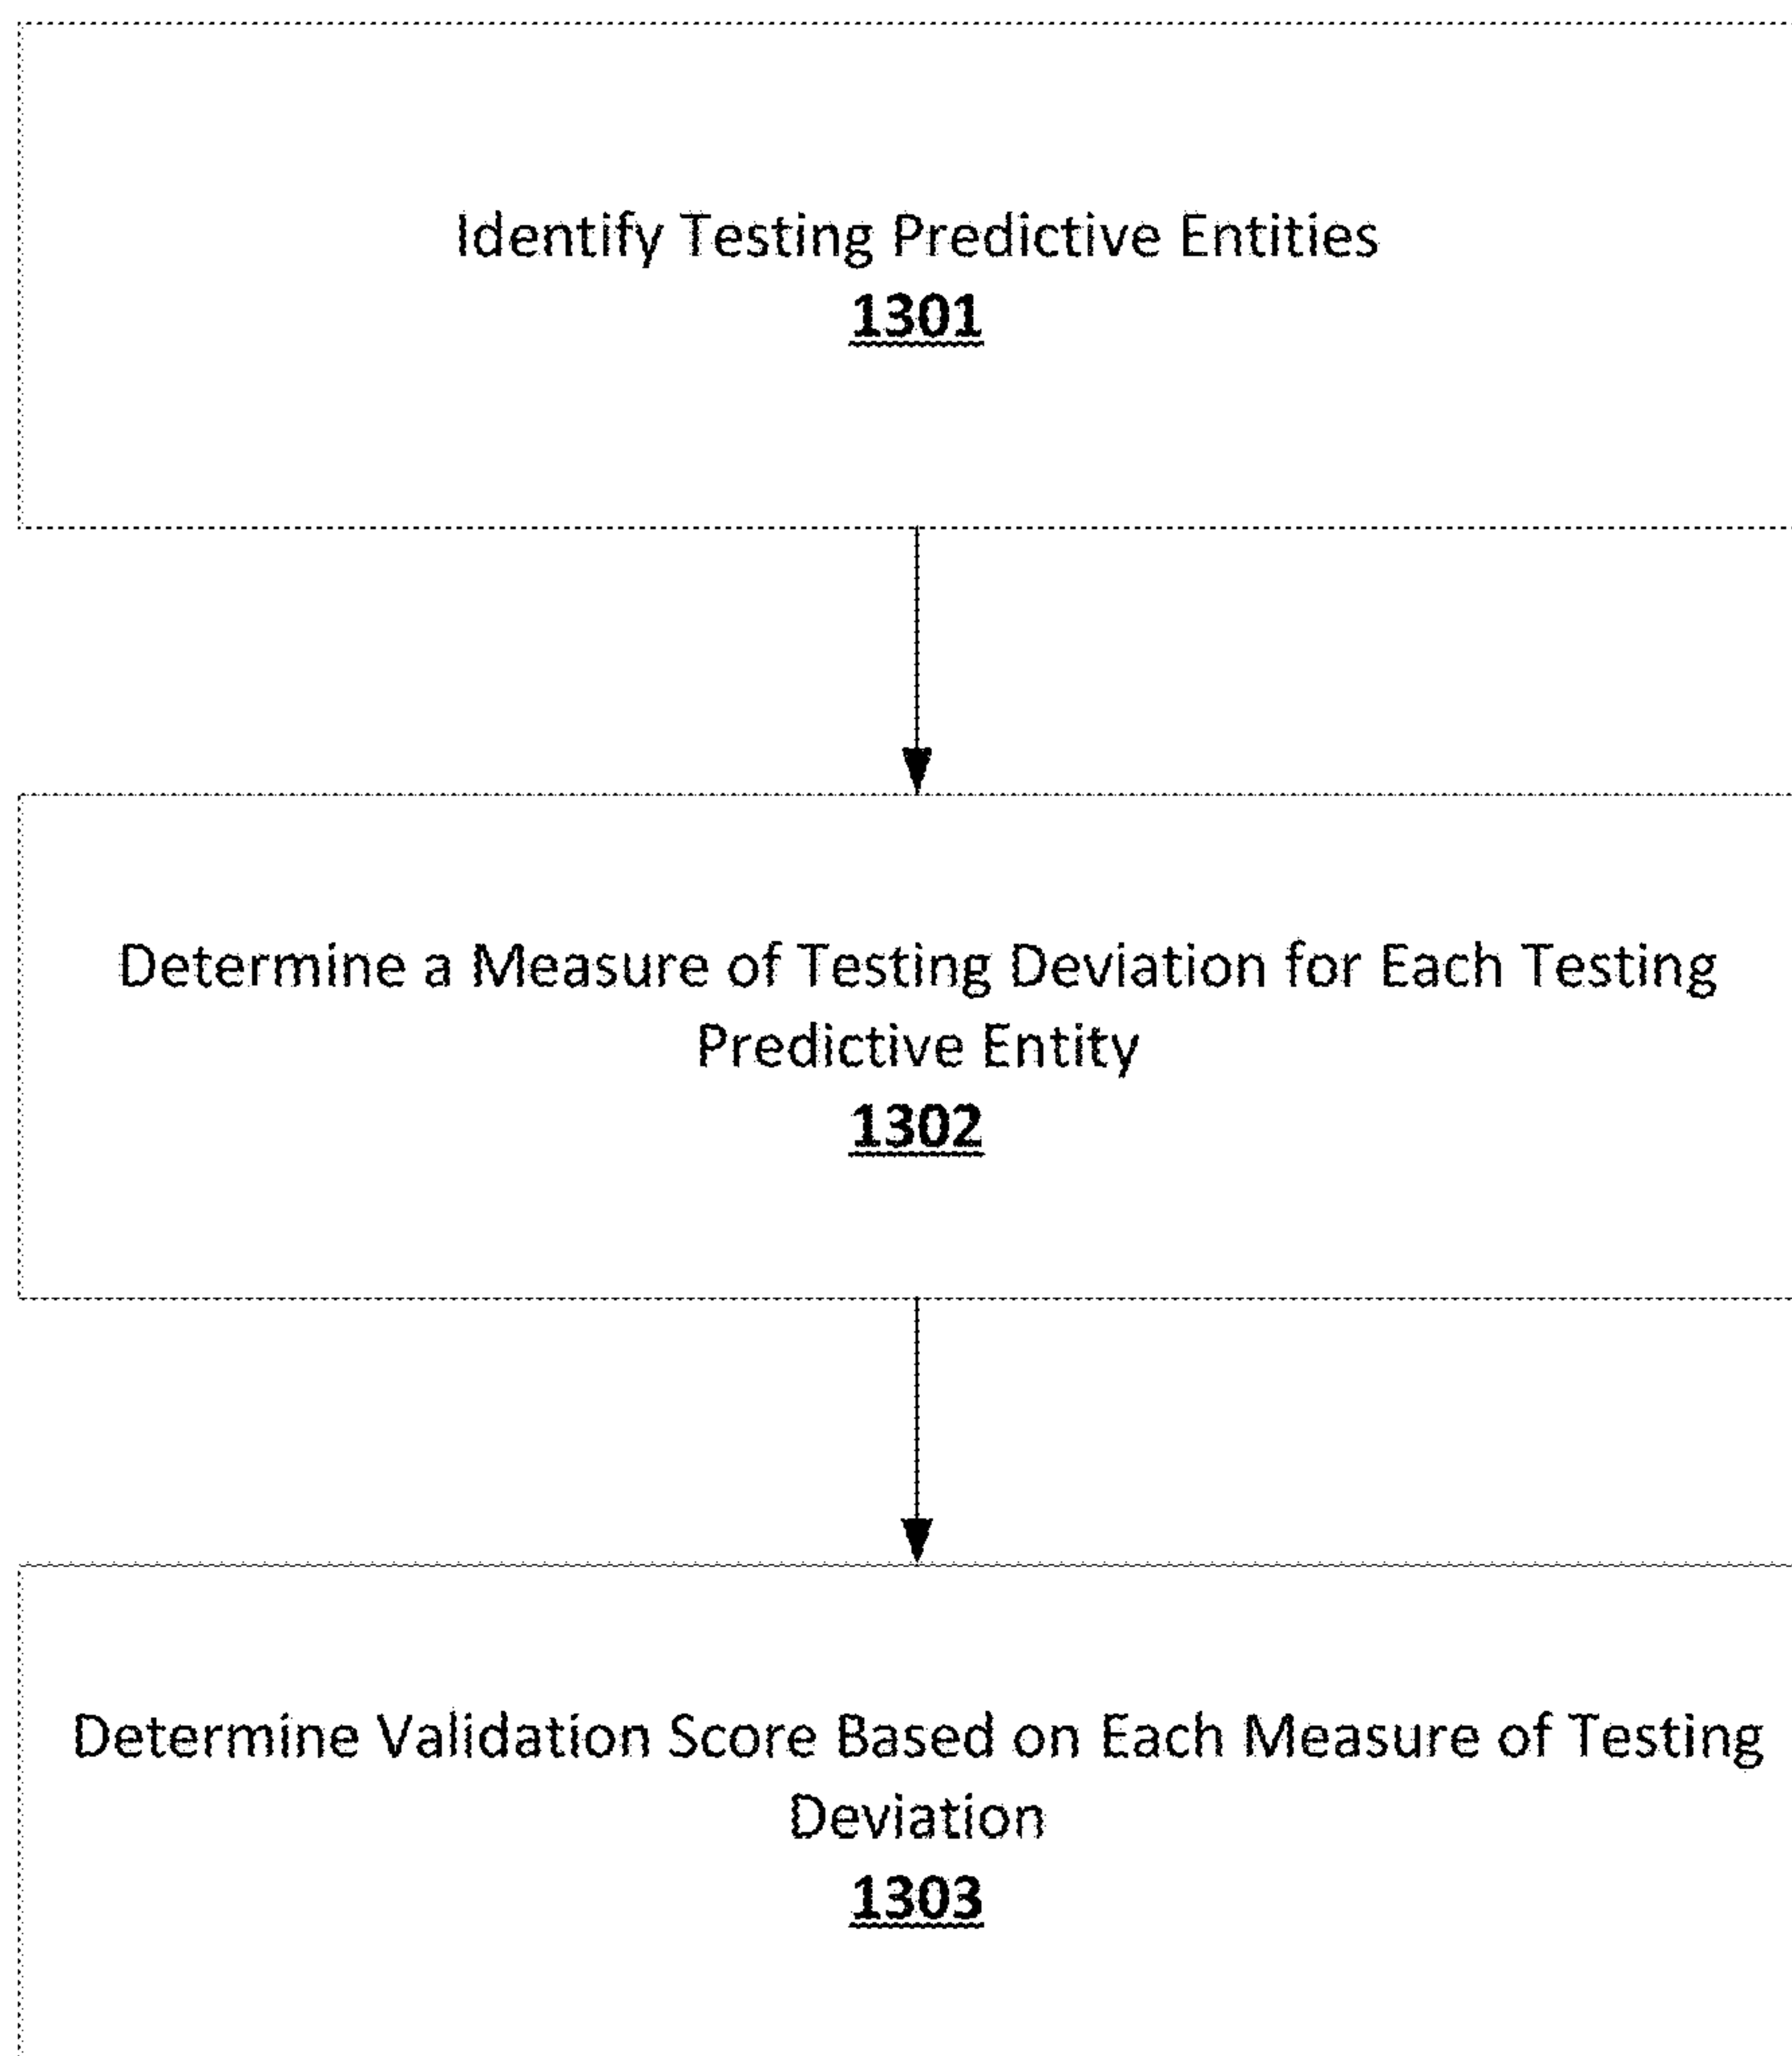 Identify Testing Predictive Entities
1301
Determine a Measure of Testing Deviation for Each Testing
Predictive Entity
1302
Determine Validation Score Based on Each Measure of Testing
Deviation
1303